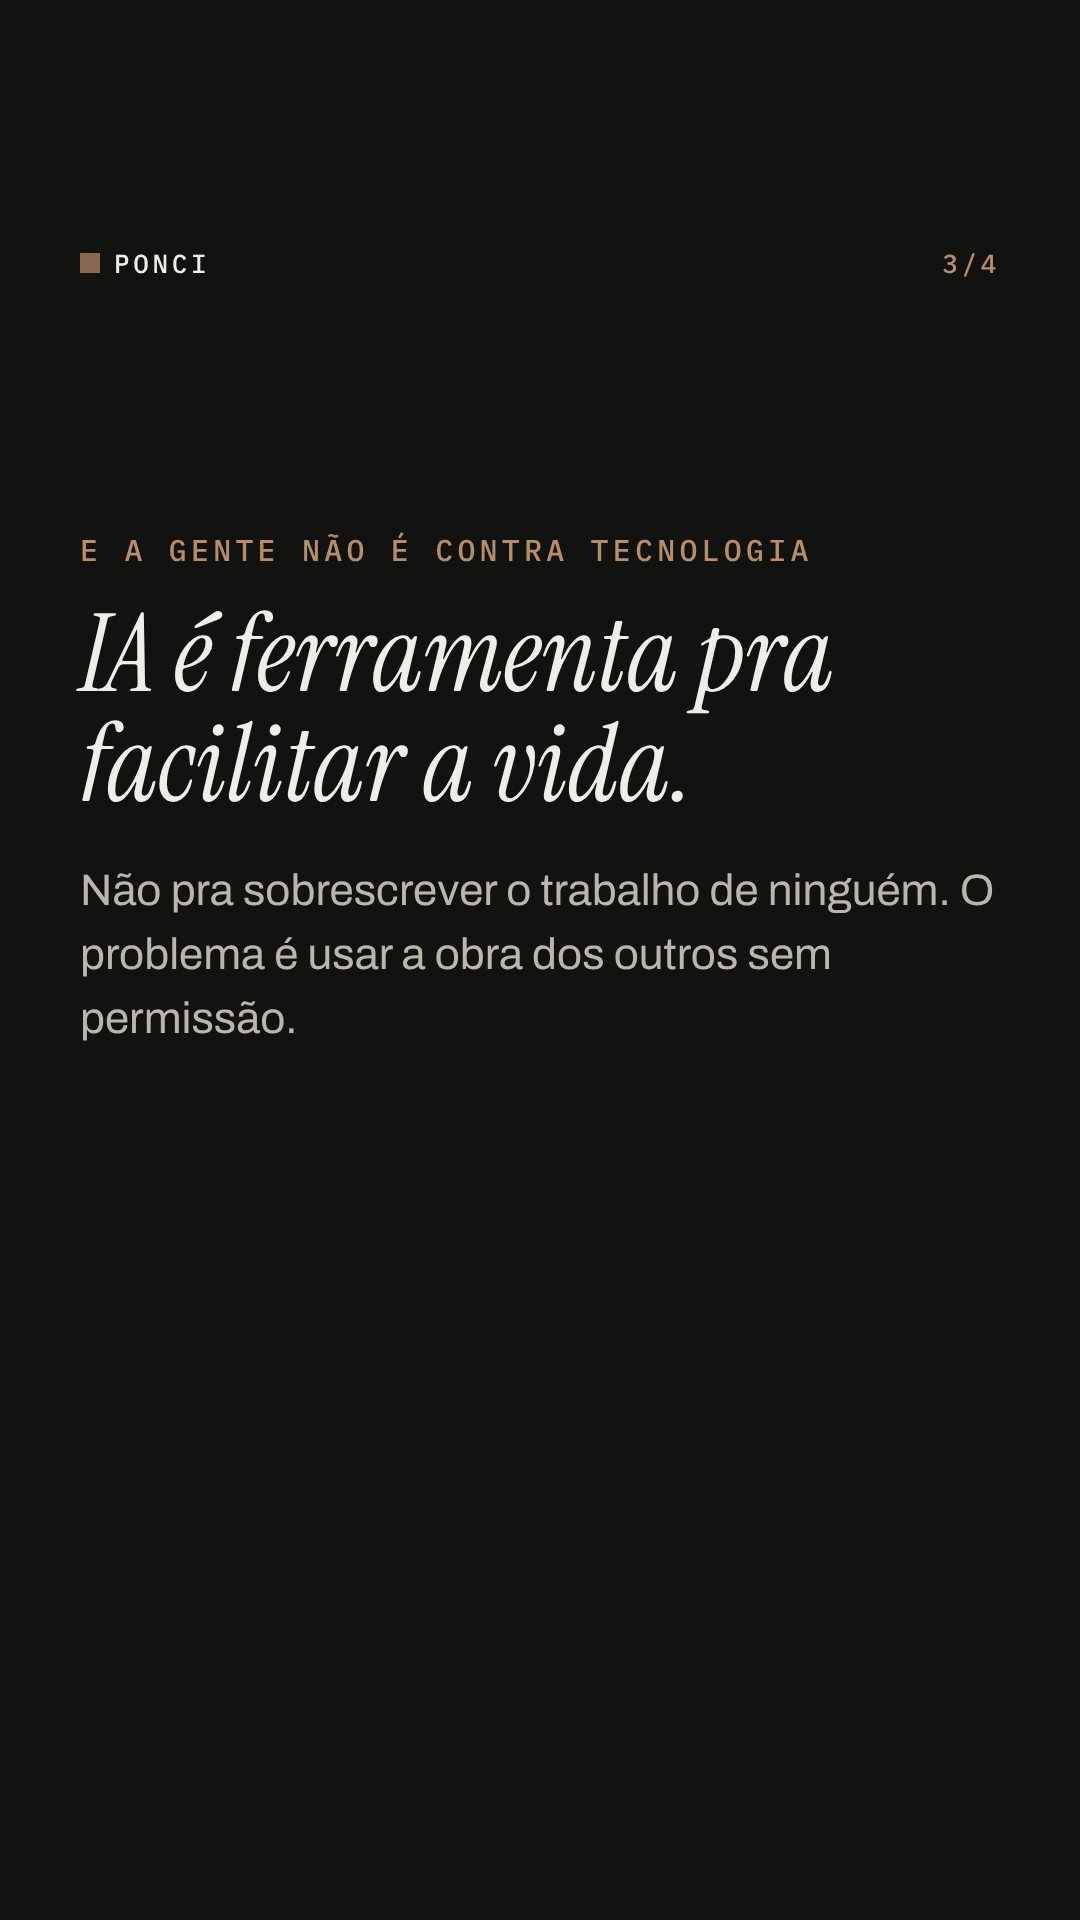 PONCI
3/4
E A GENTE NÃO É CONTRA TECNOLOGIA
IA é ferramenta pra
facilitar a vida.
Não pra sobrescrever o trabalho de ninguém. O
problema é usar a obra dos outros sem
permissão.